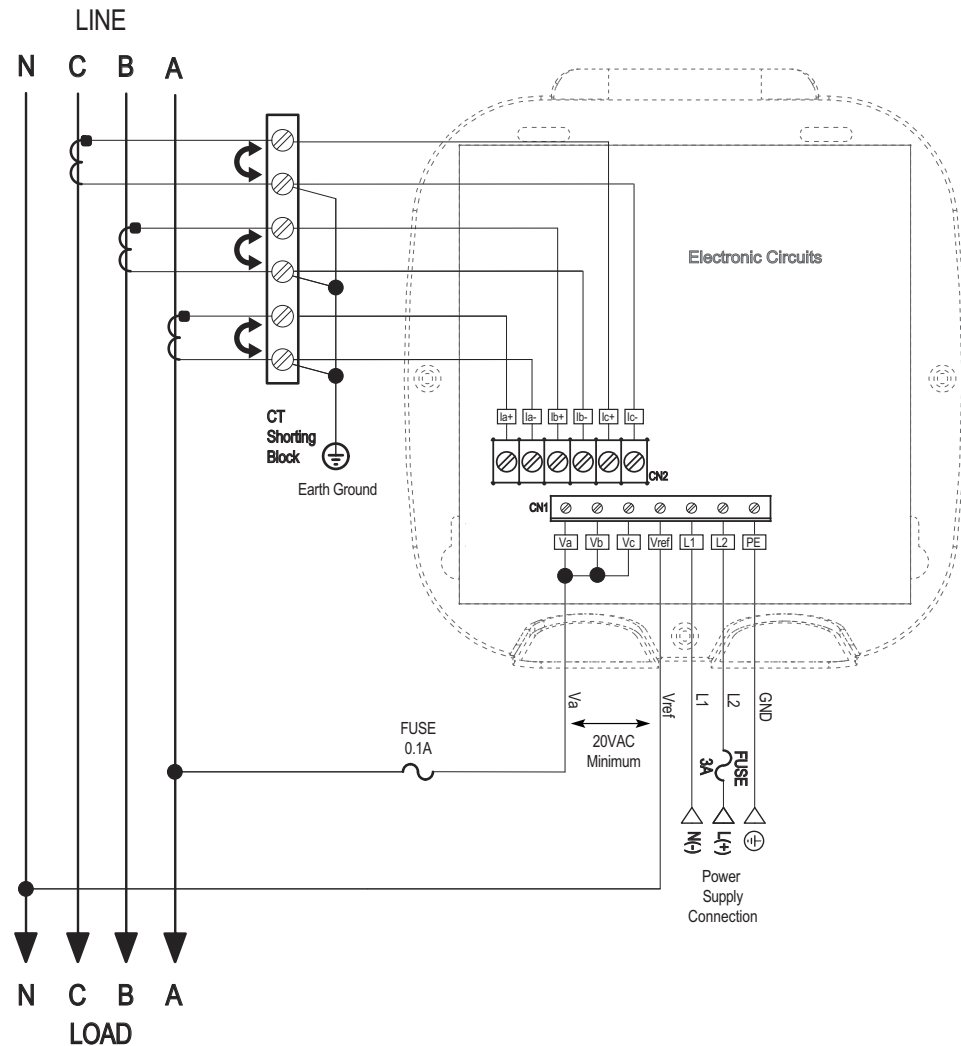 LINE
N C B A
Electronic Circuits
Ia+ Ia- Ib+ Ib- Ic+ Ic-
CT
Shorting
Block
Earth Ground
CN2
CN1
Va Vb Vc Vref L1 L2 PE
Va
Vref
L1
L2
GND
FUSE
0.1A
20VAC
Minimum
FUSE
3A
N(-)
L(+)
Power
Supply
Connection
N C B A
LOAD